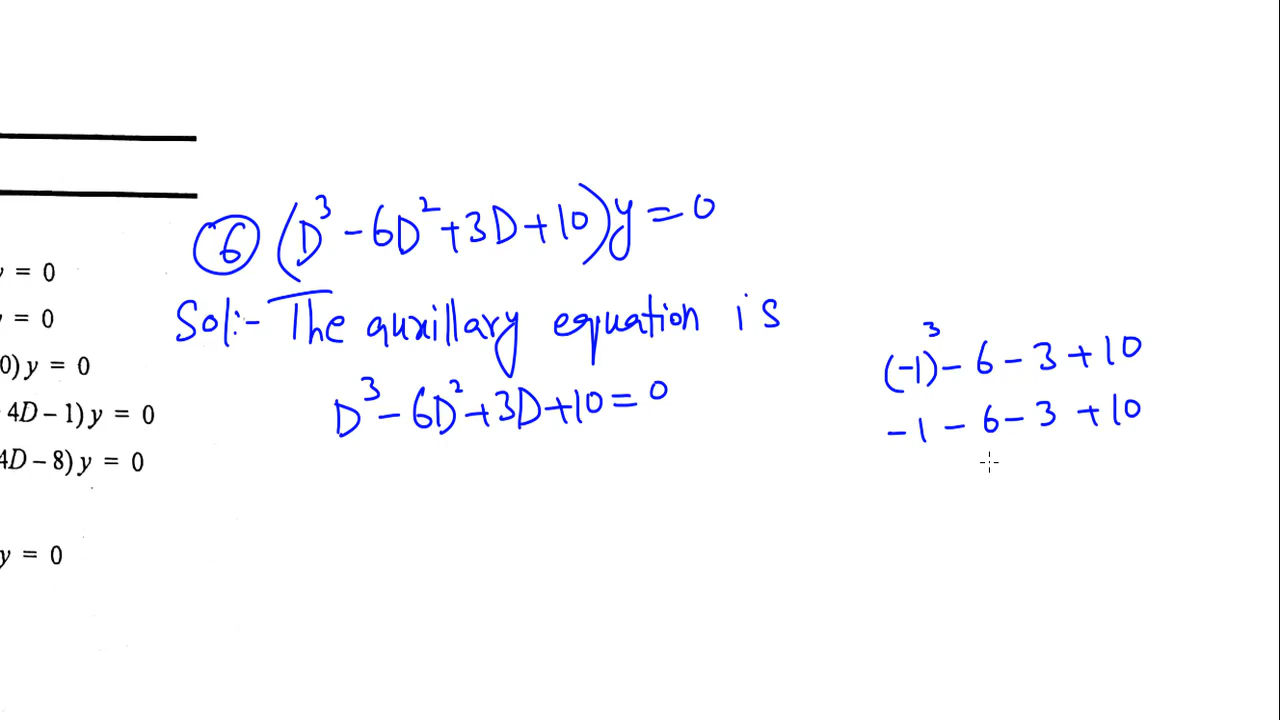 y = 0
= 0
0) y = 0
4D – 1) y = 0
4D – 8) y = 0
y = 0
6 (D³ - 6D² + 3D + 10) y = 0
Sol:- The auxillary equation is
D³ - 6D² + 3D + 10 = 0
(-1)³ - 6 - 3 + 10
-1 - 6 - 3 + 10